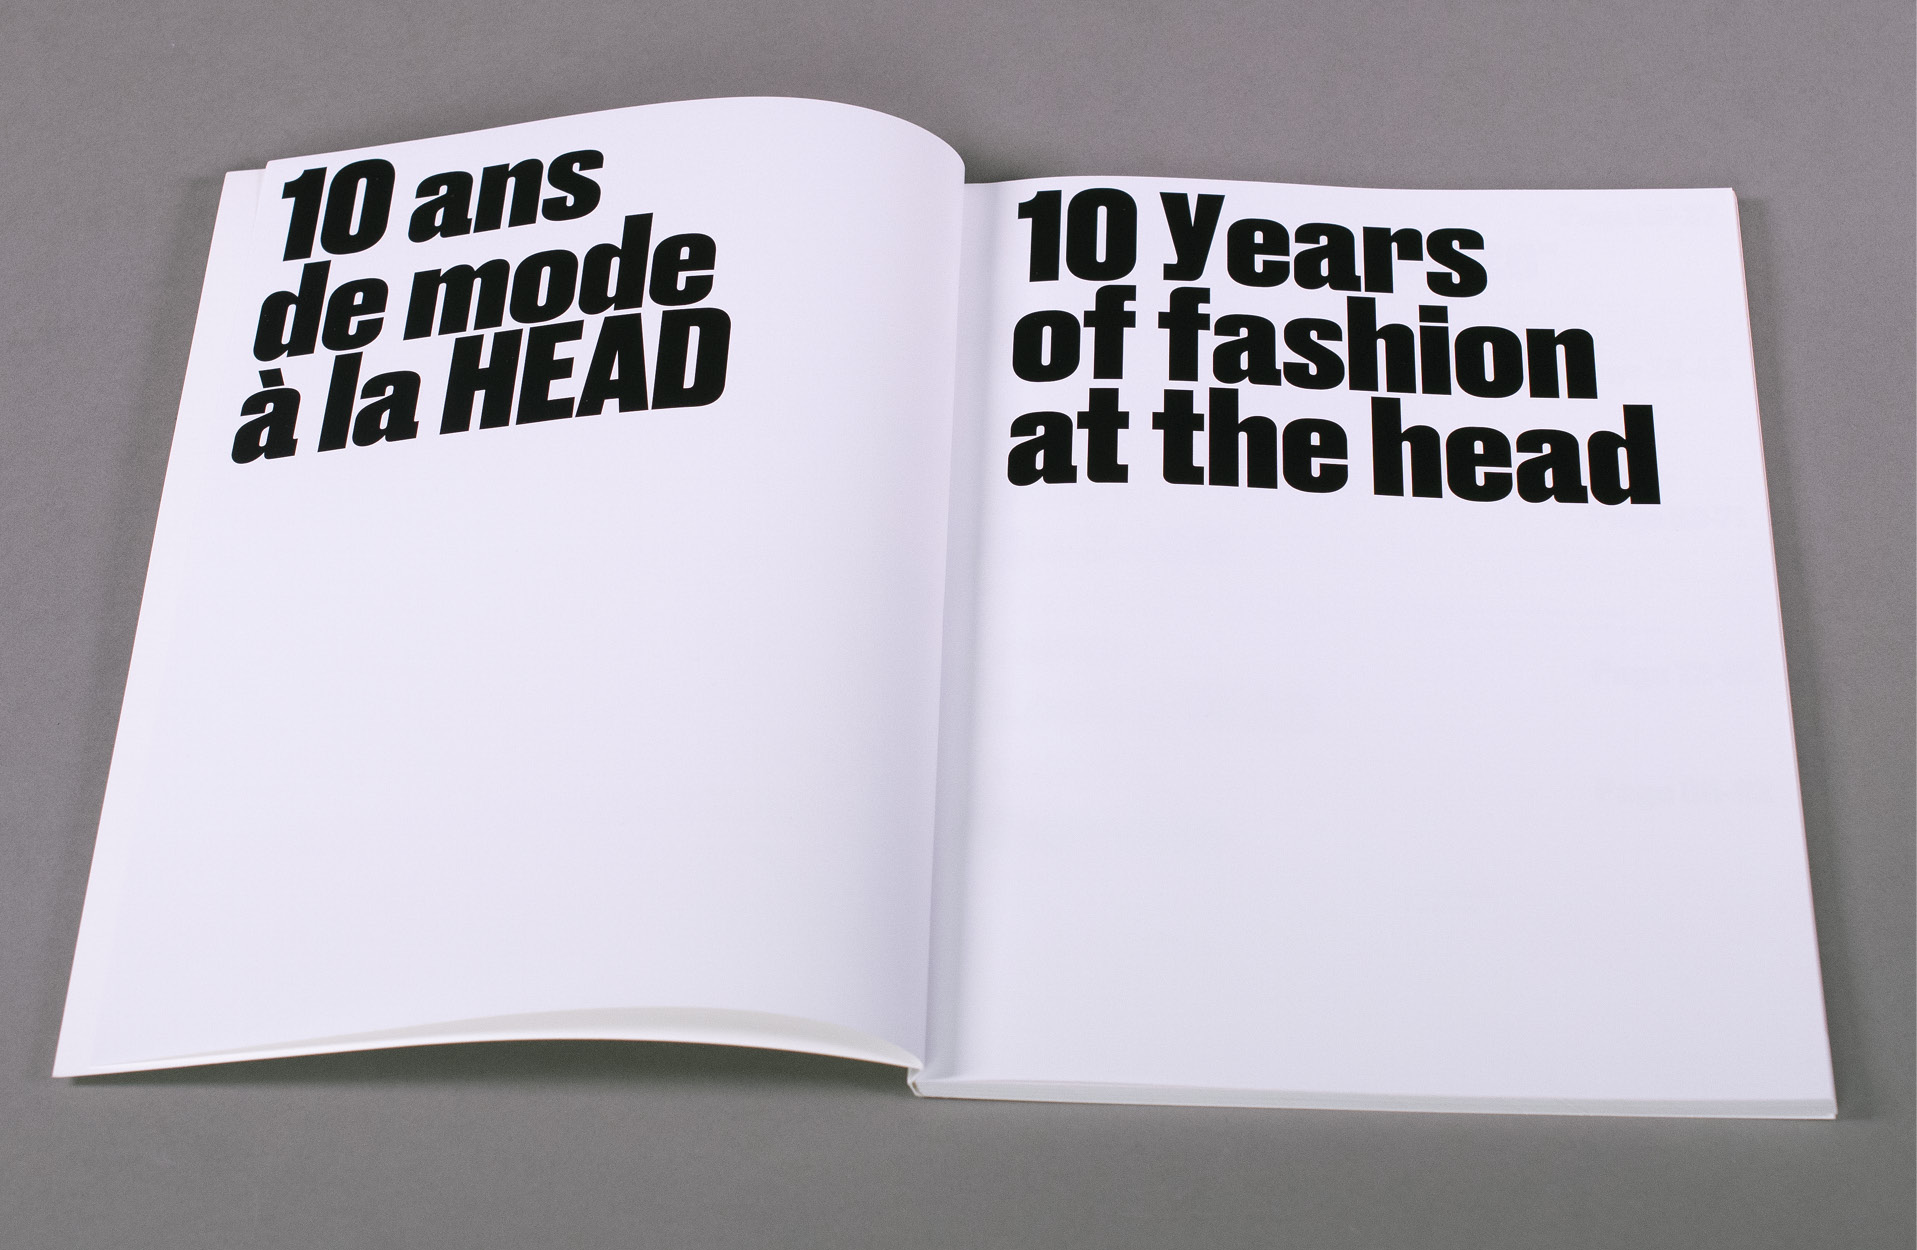 10 ans
de mode
à la HEAD
10 years
of fashion
at the head